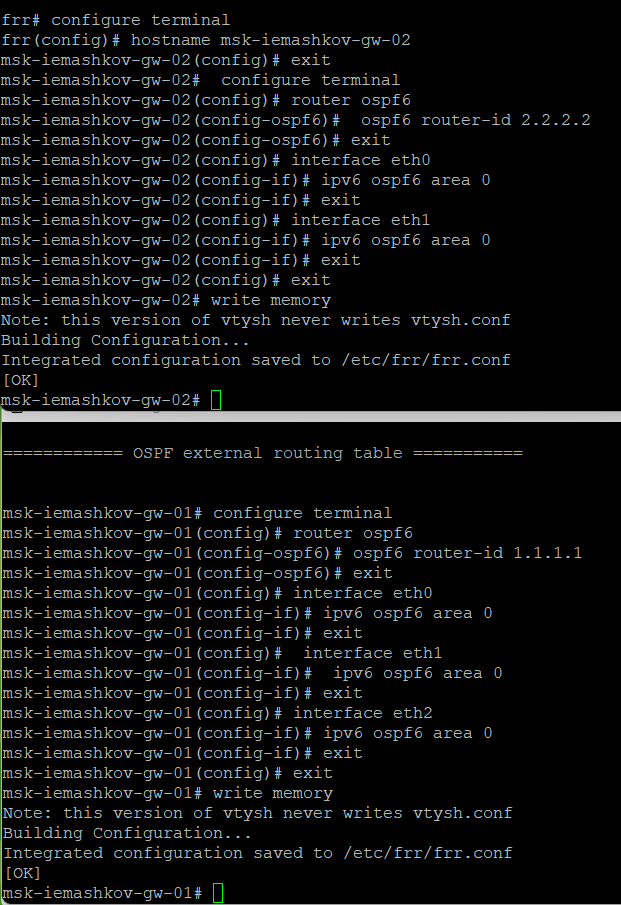 frr# configure terminal
frr(config)# hostname msk-iemashkov-gw-02
msk-iemashkov-gw-02(config)# exit
msk-iemashkov-gw-02#  configure terminal
msk-iemashkov-gw-02(config)# router ospf6
msk-iemashkov-gw-02(config-ospf6)#  ospf6 router-id 2.2.2.2
msk-iemashkov-gw-02(config-ospf6)# exit
msk-iemashkov-gw-02(config)# interface eth0
msk-iemashkov-gw-02(config-if)# ipv6 ospf6 area 0
msk-iemashkov-gw-02(config-if)# exit
msk-iemashkov-gw-02(config)# interface eth1
msk-iemashkov-gw-02(config-if)# ipv6 ospf6 area 0
msk-iemashkov-gw-02(config-if)# exit
msk-iemashkov-gw-02(config)# exit
msk-iemashkov-gw-02# write memory
Note: this version of vtysh never writes vtysh.conf
Building Configuration...
Integrated configuration saved to /etc/frr/frr.conf
[OK]
msk-iemashkov-gw-02#
============ OSPF external routing table ===========
msk-iemashkov-gw-01# configure terminal
msk-iemashkov-gw-01(config)# router ospf6
msk-iemashkov-gw-01(config-ospf6)# ospf6 router-id 1.1.1.1
msk-iemashkov-gw-01(config-ospf6)# exit
msk-iemashkov-gw-01(config)# interface eth0
msk-iemashkov-gw-01(config-if)# ipv6 ospf6 area 0
msk-iemashkov-gw-01(config-if)# exit
msk-iemashkov-gw-01(config)#  interface eth1
msk-iemashkov-gw-01(config-if)#  ipv6 ospf6 area 0
msk-iemashkov-gw-01(config-if)# exit
msk-iemashkov-gw-01(config)# interface eth2
msk-iemashkov-gw-01(config-if)# ipv6 ospf6 area 0
msk-iemashkov-gw-01(config-if)# exit
msk-iemashkov-gw-01(config)# exit
msk-iemashkov-gw-01# write memory
Note: this version of vtysh never writes vtysh.conf
Building Configuration...
Integrated configuration saved to /etc/frr/frr.conf
[OK]
msk-iemashkov-gw-01#